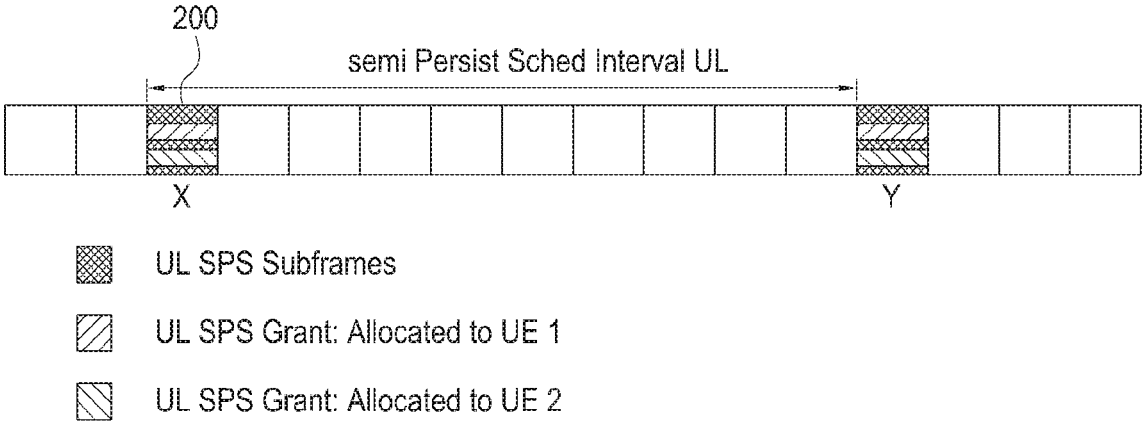 200
semi Persist Sched Interval UL
X Y
UL SPS Subframes
UL SPS Grant: Allocated to UE 1
UL SPS Grant: Allocated to UE 2